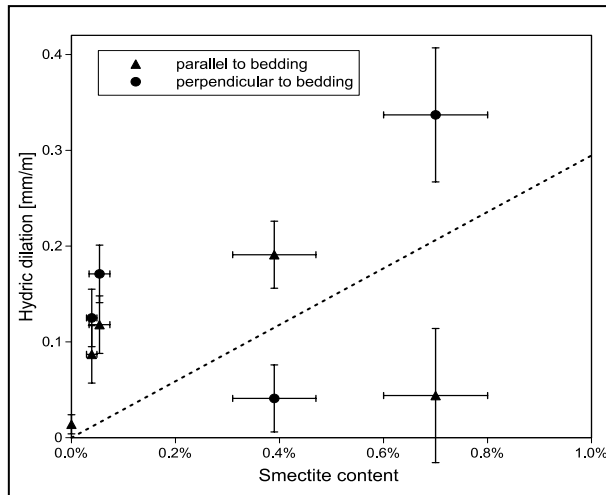 0.4
parallel to bedding
perpendicular to bedding
0.3
Hydric dilation [mm/m]
0.2
0.1
0
0.0% 0.2% 0.4% 0.6% 0.8% 1.0%
Smectite content